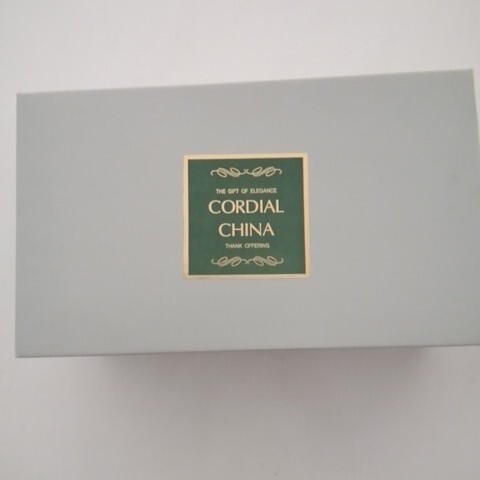 THE GIFT OF ELEGANCE
CORDIAL
CHINA
THANK OFFERING